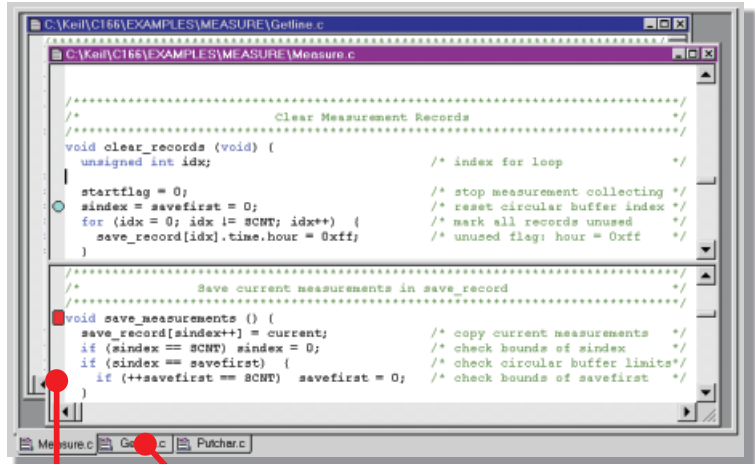 C:\Keil\C166\EXAMPLES\MEASURE\Getline.c
C:\Keil\C166\EXAMPLES\MEASURE\Measure.c
/*****************************************************************************/
/*                         Clear Measurement Records                         */
/*****************************************************************************/
void clear_records (void) {
  unsigned int idx;                            /* index for loop             */
  startflag = 0;                               /* stop measurement collecting */
  sindex = savefirst = 0;                      /* reset circular buffer index */
  for (idx = 0; idx != SCNT; idx++) {          /* mark all records unused    */
    save_record[idx].time.hour = 0xff;         /* unused flag: hour = 0xff   */
  }
/*****************************************************************************/
/*               Save current measurements in save_record                    */
/*****************************************************************************/
void save_measurements () {
  save_record[sindex++] = current;             /* copy current measurements  */
  if (sindex == SCNT) sindex = 0;              /* check bounds of sindex     */
  if (sindex == savefirst) {                   /* check circular buffer limits*/
    if (++savefirst == SCNT) savefirst = 0;    /* check bounds of savefirst  */
  }
Measure.c Putchar.c